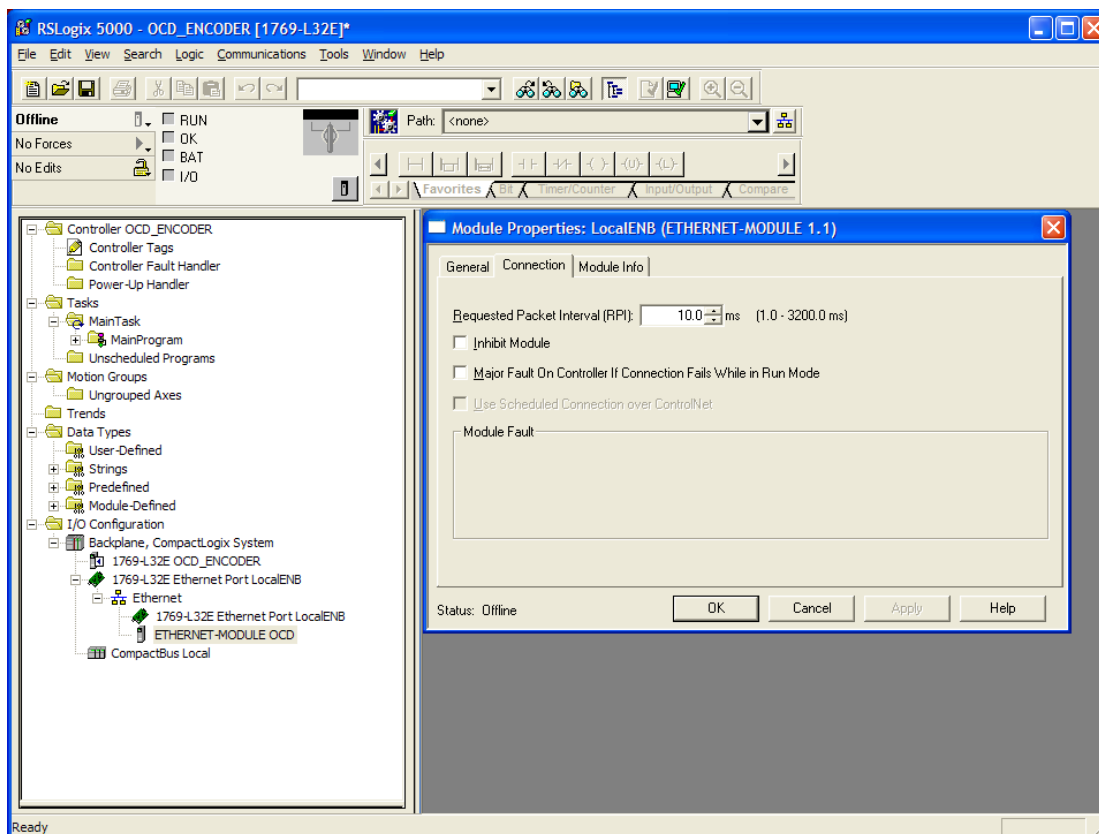 RSLogix 5000 - OCD_ENCODER [1769-L32E]*
File Edit View Search Logic Communications Tools Window Help
Offline
RUN
Path: <none>
No Forces
OK
No Edits
BAT
I/O
Favorites Bit Timer/Counter Input/Output Compare
Controller OCD_ENCODER
Controller Tags
Controller Fault Handler
Power-Up Handler
Tasks
MainTask
MainProgram
Unscheduled Programs
Motion Groups
Ungrouped Axes
Trends
Data Types
User-Defined
Strings
Predefined
Module-Defined
I/O Configuration
Backplane, CompactLogix System
1769-L32E OCD_ENCODER
1769-L32E Ethernet Port LocalENB
Ethernet
1769-L32E Ethernet Port LocalENB
ETHERNET-MODULE OCD
CompactBus Local
Module Properties: LocalENB (ETHERNET-MODULE 1.1)
General Connection Module Info
Requested Packet Interval (RPI): 10.0 ms (1.0 - 3200.0 ms)
Inhibit Module
Major Fault On Controller If Connection Fails While in Run Mode
Use Scheduled Connection over ControlNet
Module Fault
Status: Offline OK Cancel Apply Help
Ready